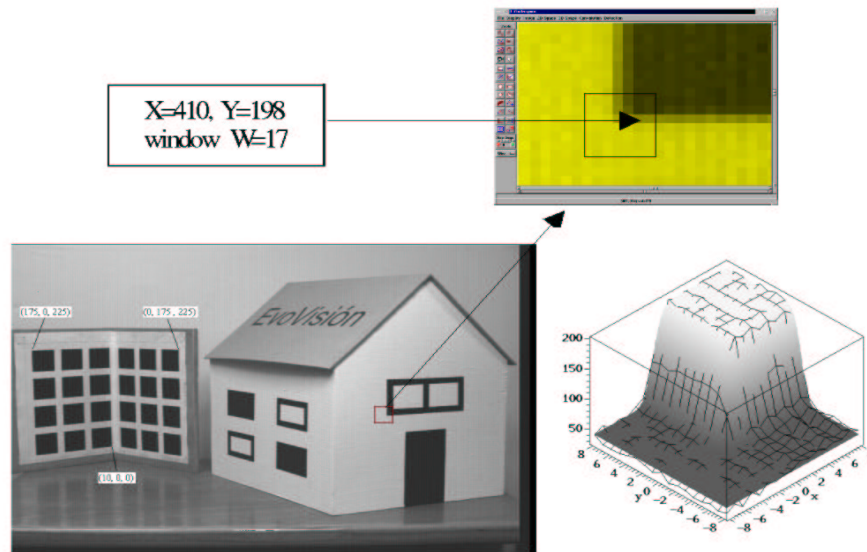 X=410, Y=198
window W=17
(175, 0, 225)
(0, 175, 225)
EvoVisión
(10, 0, 0)
200
150
100
50
8
6
4
2
y
0
-2
-4
-6
-8
6
4
2
x
0
-2
-4
-6
-8